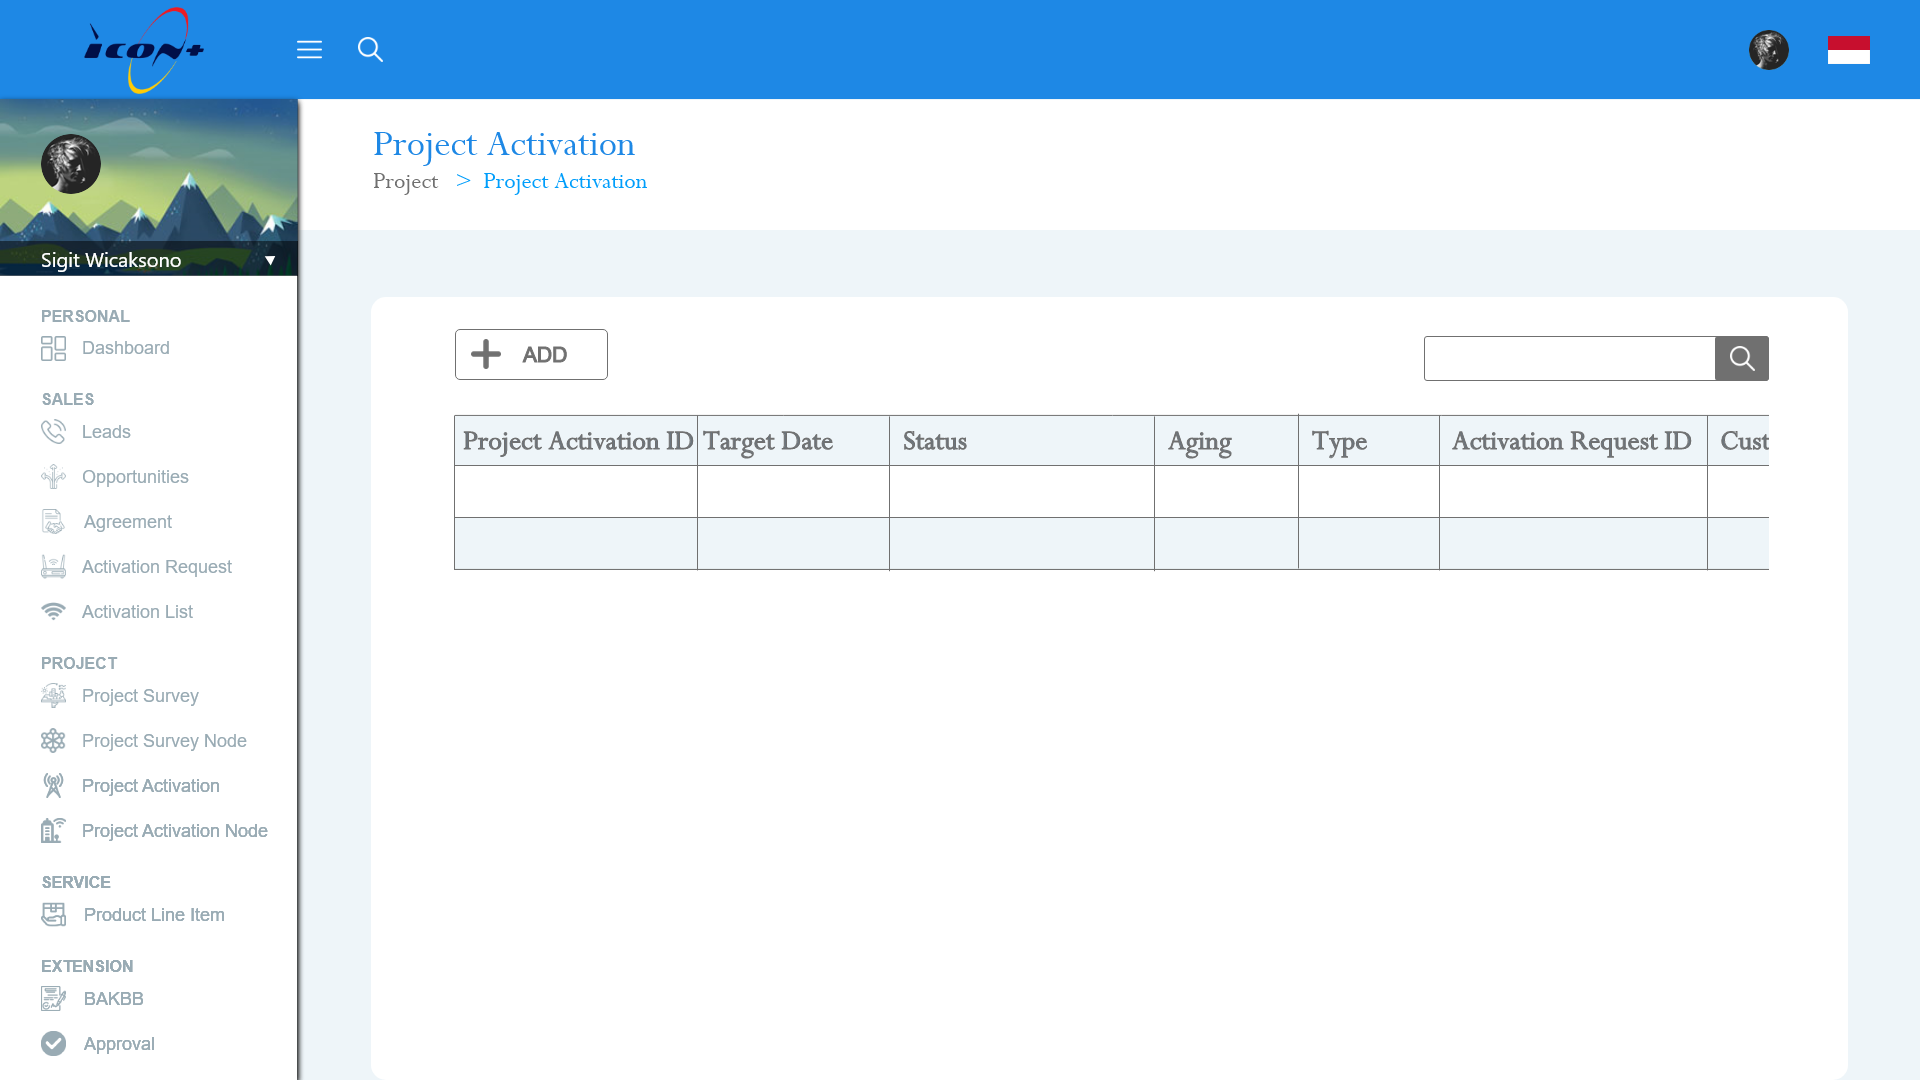 icon+
Project Activation
Project > Project Activation
Sigit Wicaksono ▼
PERSONAL
Dashboard
SALES
Leads
Opportunities
Agreement
Activation Request
Activation List
PROJECT
Project Survey
Project Survey Node
Project Activation
Project Activation Node
SERVICE
Product Line Item
EXTENSION
BAKBB
Approval
ADD
Project Activation ID Target Date Status Aging Type Activation Request ID Cust